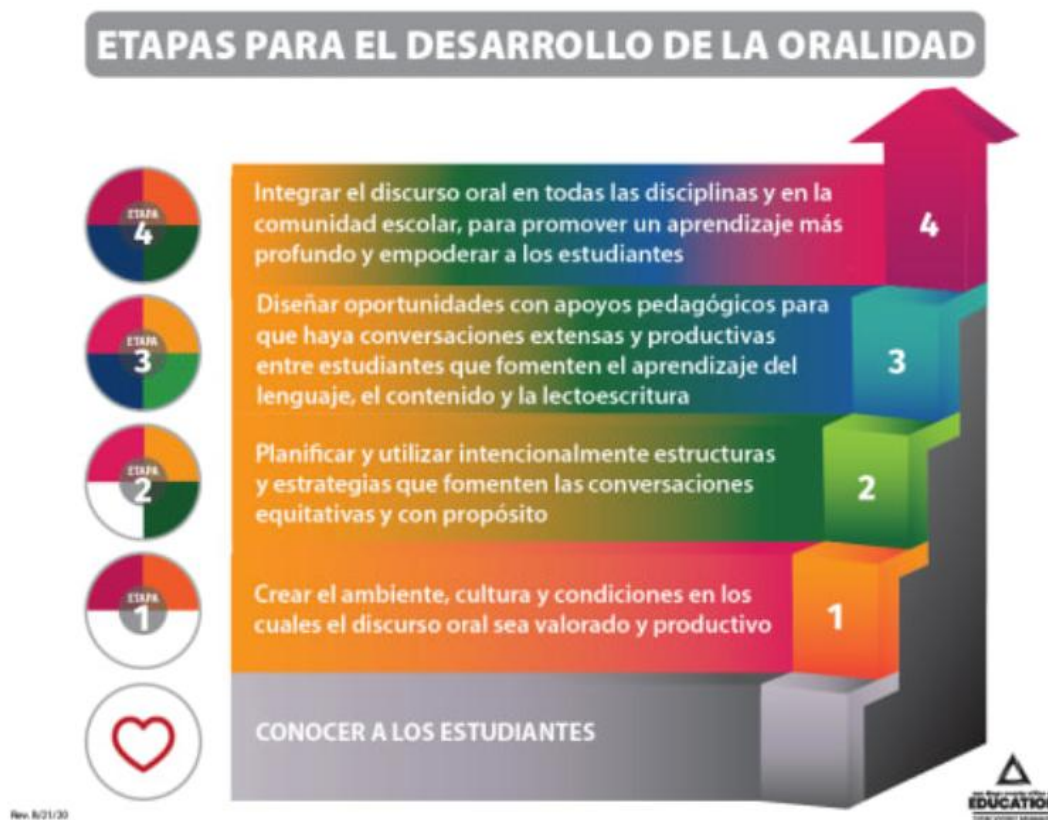 ETAPAS PARA EL DESARROLLO DE LA ORALIDAD
ETAPA
4
Integrar el discurso oral en todas las disciplinas y en la
comunidad escolar, para promover un aprendizaje más
profundo y empoderar a los estudiantes
4
ETAPA
3
Diseñar oportunidades con apoyos pedagógicos para
que haya conversaciones extensas y productivas
entre estudiantes que fomenten el aprendizaje del
lenguaje, el contenido y la lectoescritura
3
ETAPA
2
Planificar y utilizar intencionalmente estructuras
y estrategias que fomenten las conversaciones
equitativas y con propósito
2
ETAPA
1
Crear el ambiente, cultura y condiciones en los
cuales el discurso oral sea valorado y productivo
1
CONOCER A LOS ESTUDIANTES
Rev. 8/21/20
EDUCATION